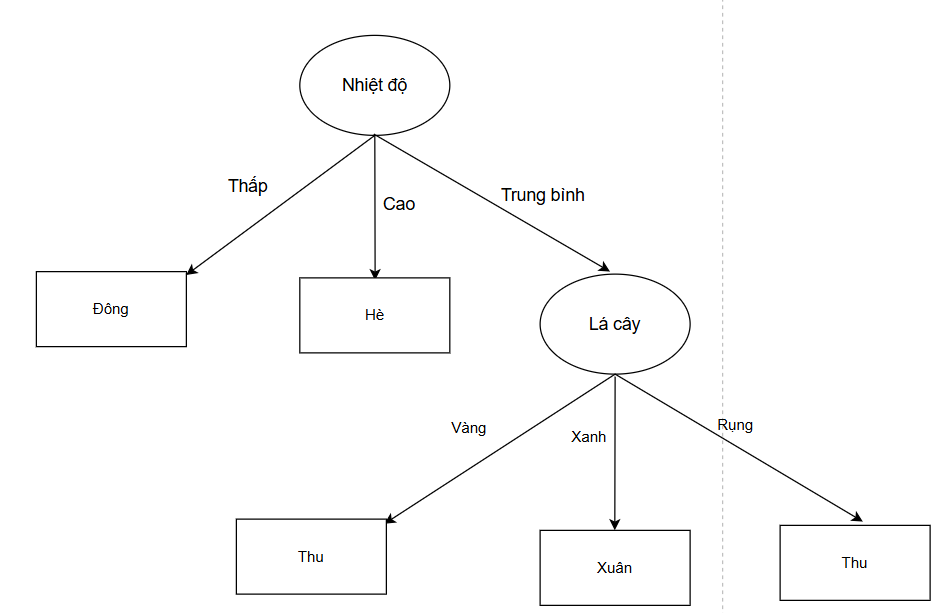 Nhiệt độ
Thấp
Cao
Trung bình
Đông
Hè
Lá cây
Vàng
Xanh
Rụng
Thu
Xuân
Thu